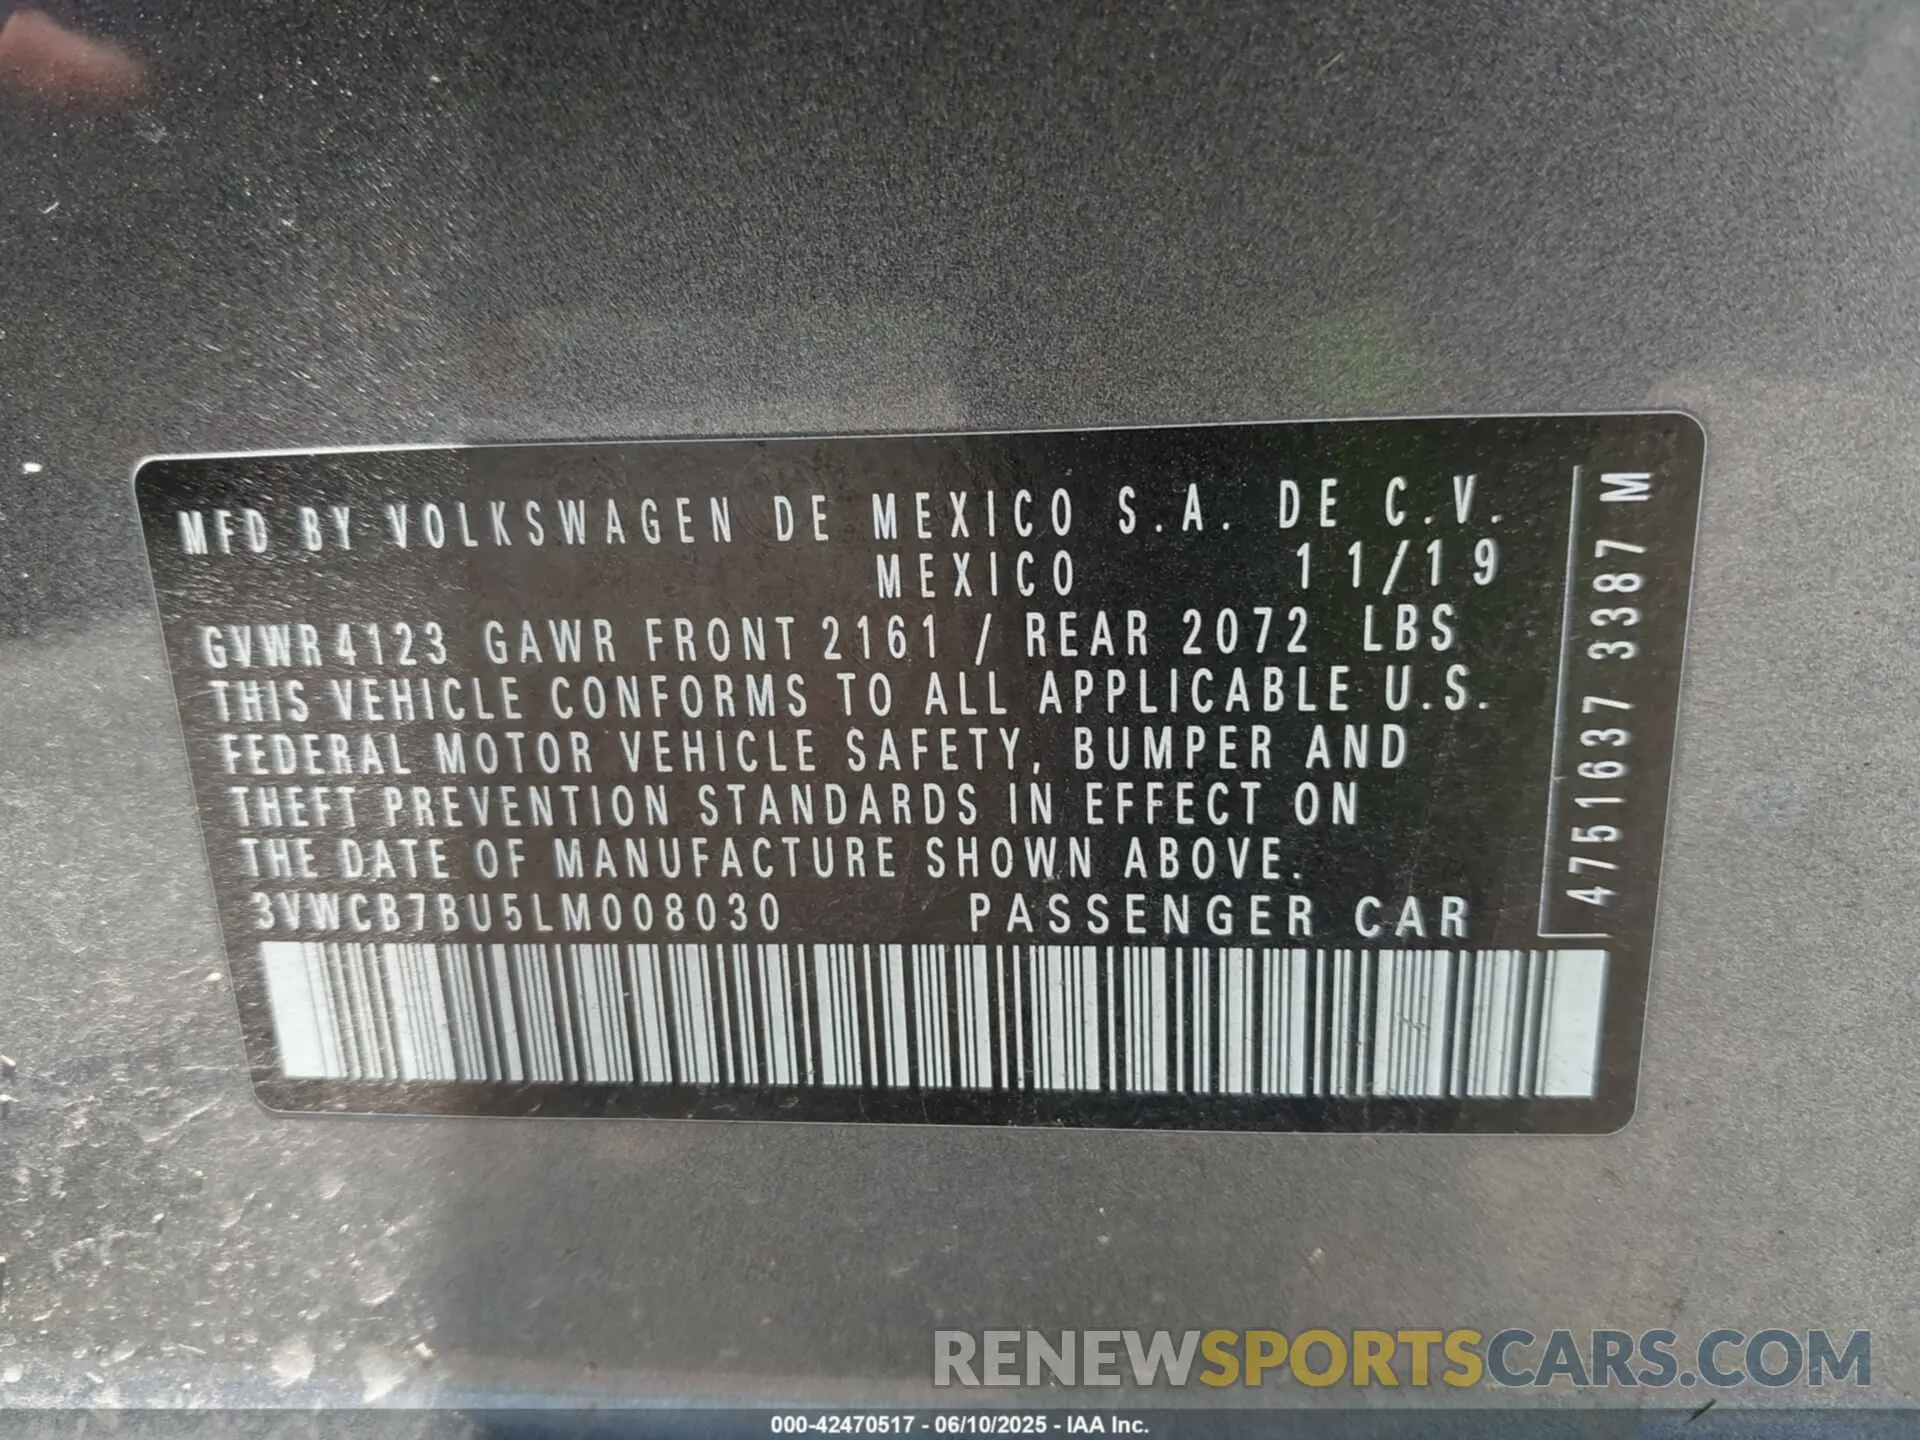 MFD BY VOLKSWAGEN DE MEXICO S.A. DE C.V.
MEXICO 11/19
GVWR 4123 GAWR FRONT 2161 / REAR 2072 LBS
THIS VEHICLE CONFORMS TO ALL APPLICABLE U.S.
FEDERAL MOTOR VEHICLE SAFETY, BUMPER AND
THEFT PREVENTION STANDARDS IN EFFECT ON
THE DATE OF MANUFACTURE SHOWN ABOVE.
3VWCB7BU5LM008030 PASSENGER CAR
4751637 3387 M
RENEWSPORTSCARS.COM
000-42470517 - 06/10/2025 - IAA Inc.